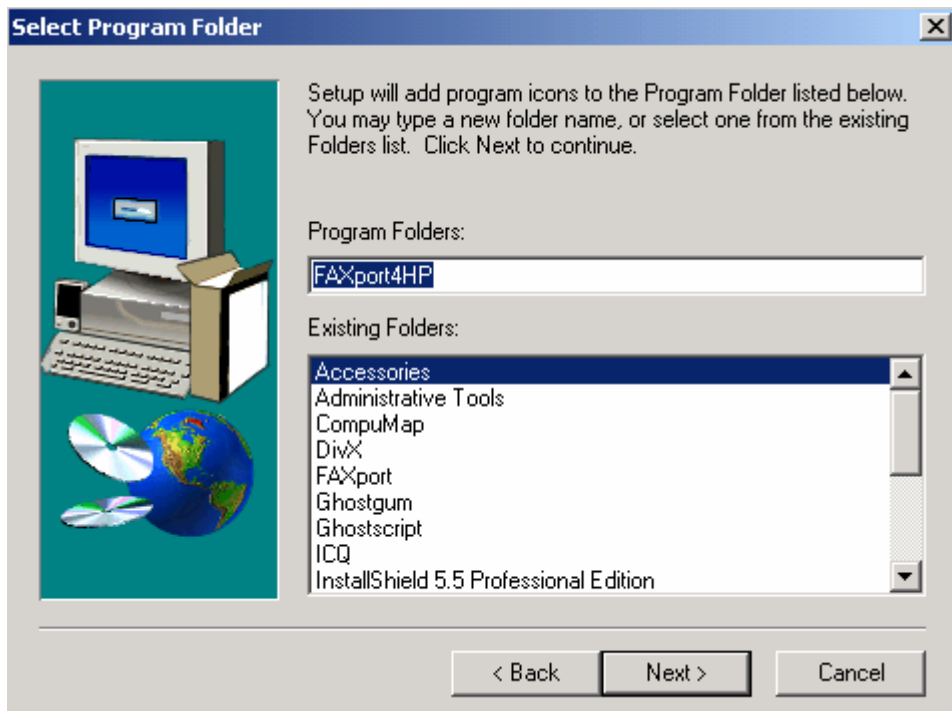 Select Program Folder
Setup will add program icons to the Program Folder listed below.
You may type a new folder name, or select one from the existing
Folders list.  Click Next to continue.
Program Folders:
FAXport4HP
Existing Folders:
Accessories
Administrative Tools
CompuMap
DivX
FAXport
Ghostgum
Ghostscript
ICQ
InstallShield 5.5 Professional Edition
< Back
Next >
Cancel